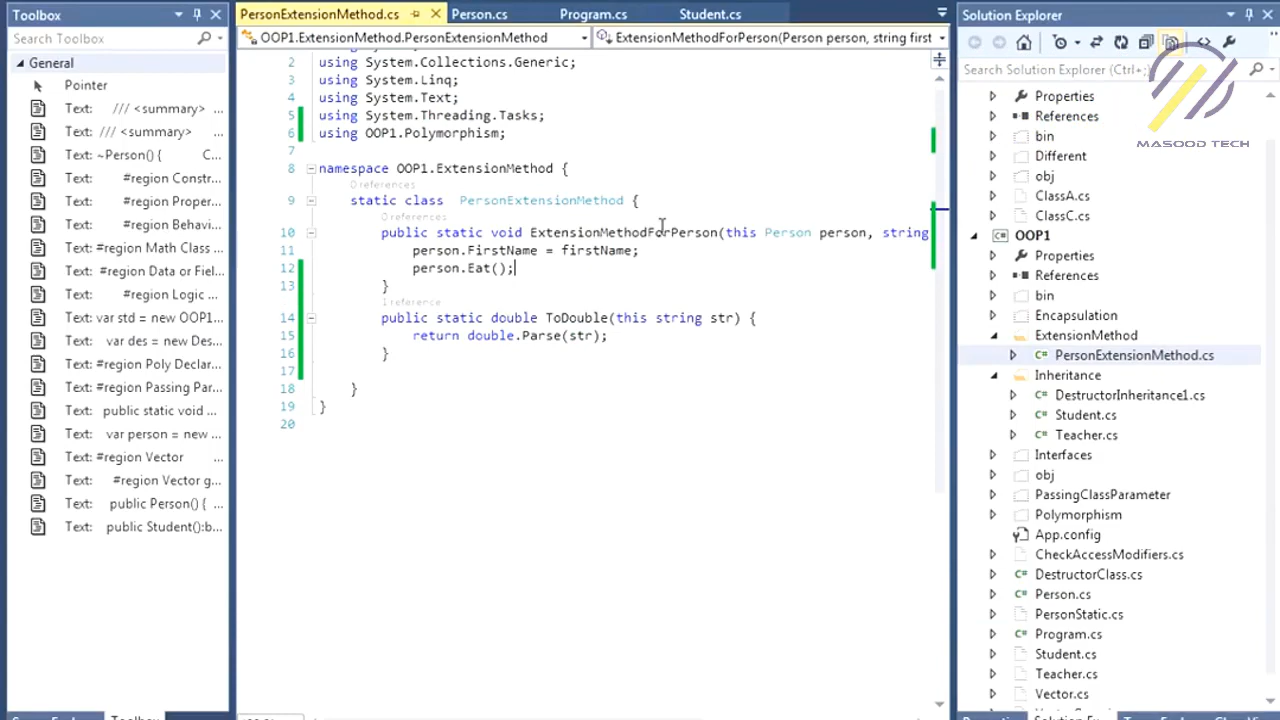 Toolbox
Search Toolbox
General
Pointer
Text: /// <summary> ...
Text: /// <summary> ...
Text: ~Person() { C...
Text: #region Constr...
Text: #region Proper...
Text: #region Behavi...
Text: #region Math Class ...
Text: #region Data or Fiel...
Text: #region Logic ...
Text: var std = new OOP1...
Text: var des = new Des...
Text: #region Poly Declar...
Text: #region Passing Par...
Text: public static void ...
Text: var person = new ...
Text: #region Vector
Text: #region Vector g...
Text: public Person() { ...
Text: public Student():b...
Toolbox
PersonExtensionMethod.cs Person.cs Program.cs Student.cs
OOP1.ExtensionMethod.PersonExtensionMethod ExtensionMethodForPerson(Person person, string first
2 using System.Collections.Generic;
3 using System.Linq;
4 using System.Text;
5 using System.Threading.Tasks;
6 using OOP1.Polymorphism;
7
8 namespace OOP1.ExtensionMethod {
0 references
9 static class PersonExtensionMethod {
0 references
10 public static void ExtensionMethodForPerson(this Person person, string
11 person.FirstName = firstName;
12 person.Eat();
13 }
1 reference
14 public static double ToDouble(this string str) {
15 return double.Parse(str);
16 }
17
18 }
19 }
20
Solution Explorer
Search Solution Explorer (Ctrl+;
MASOOD TECH
Properties
References
bin
Different
obj
ClassA.cs
ClassC.cs
OOP1
Properties
References
bin
Encapsulation
ExtensionMethod
PersonExtensionMethod.cs
Inheritance
DestructorInheritance1.cs
Student.cs
Teacher.cs
Interfaces
obj
PassingClassParameter
Polymorphism
App.config
CheckAccessModifiers.cs
DestructorClass.cs
Person.cs
PersonStatic.cs
Program.cs
Student.cs
Teacher.cs
Vector.cs